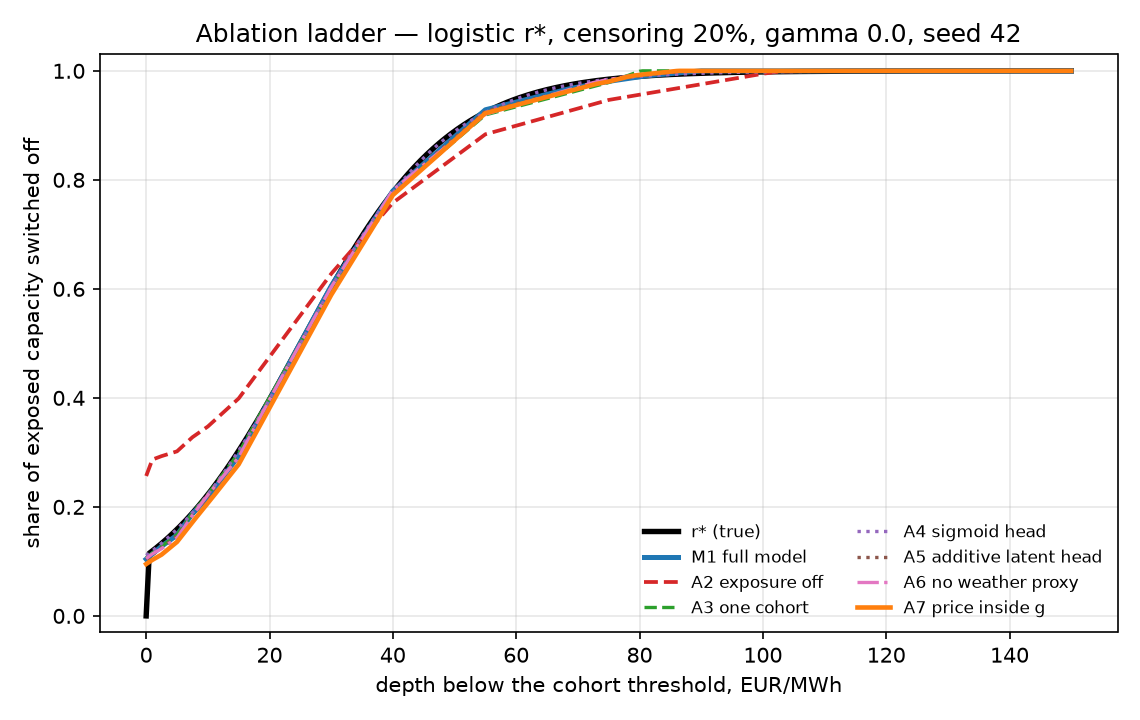 Ablation ladder — logistic r*, censoring 20%, gamma 0.0, seed 42
share of exposed capacity switched off
1.0
0.8
0.6
0.4
0.2
0.0
r* (true)
M1 full model
A2 exposure off
A3 one cohort
A4 sigmoid head
A5 additive latent head
A6 no weather proxy
A7 price inside g
0 20 40 60 80 100 120 140
depth below the cohort threshold, EUR/MWh